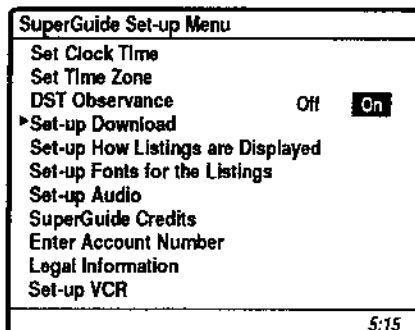 SuperGuide Set-up Menu
Set Clock Time
Set Time Zone
DST Observance Off On
Set-up Download
Set-up How Listings are Displayed
Set-up Fonts for the Listings
Set-up Audio
SuperGuide Credits
Enter Account Number
Legal Information
Set-up VCR
5:15